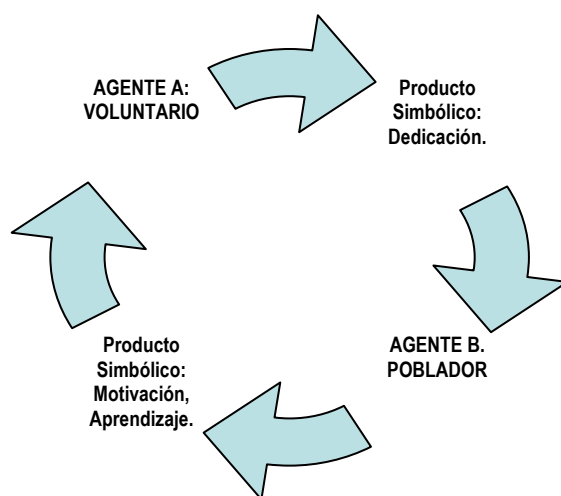 AGENTE A:
VOLUNTARIO
Producto
Simbólico:
Dedicación.
AGENTE B.
POBLADOR
Producto
Simbólico:
Motivación,
Aprendizaje.